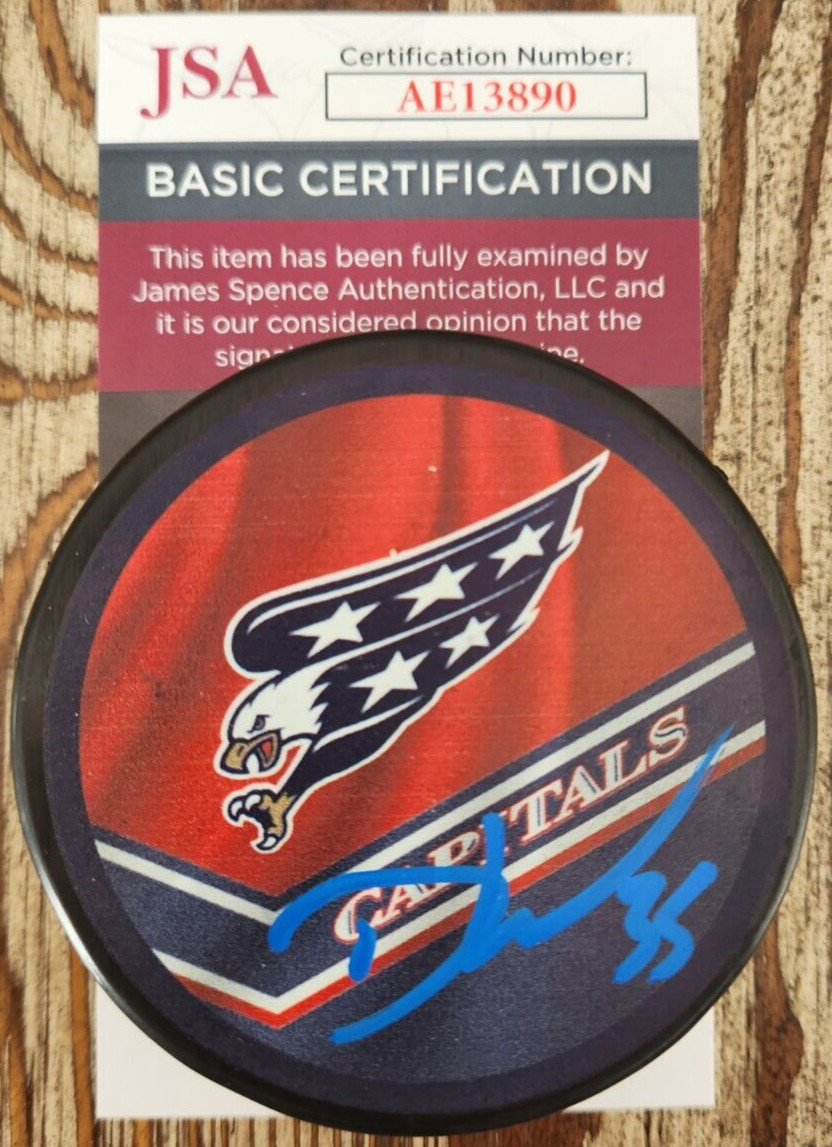 JSA
Certification Number:
AE13890
BASIC CERTIFICATION
This item has been fully examined by
James Spence Authentication, LLC and
it is our considered opinion that the
CAPITALS
35